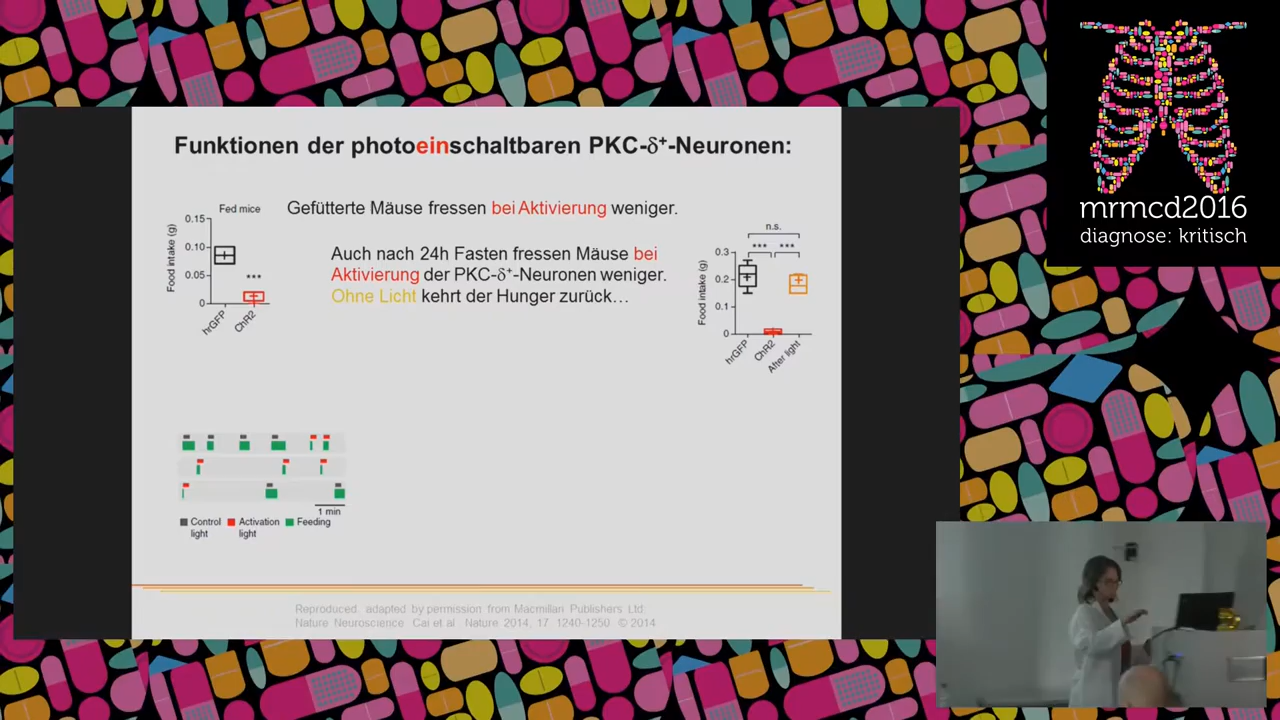 Funktionen der photoeinschaltbaren PKC-δ⁺-Neuronen:
Gefütterte Mäuse fressen bei Aktivierung weniger.
Fed mice
Food intake (g)
0.15
0.10
0.05
0
***
hrGFP
ChR2
Auch nach 24h Fasten fressen Mäuse bei
Aktivierung der PKC-δ⁺-Neuronen weniger.
Ohne Licht kehrt der Hunger zurück…
n.s.
*** ***
Food intake (g)
0.3
0.2
0.1
0
hrGFP
ChR2
After light
1 min
Control light
Activation light
Feeding
Reproduced adapted by permission from Macmillan Publishers Ltd
Nature Neuroscience Cai et al Nature 2014, 17, 1240-1250 © 2014
mrmcd2016
diagnose: kritisch